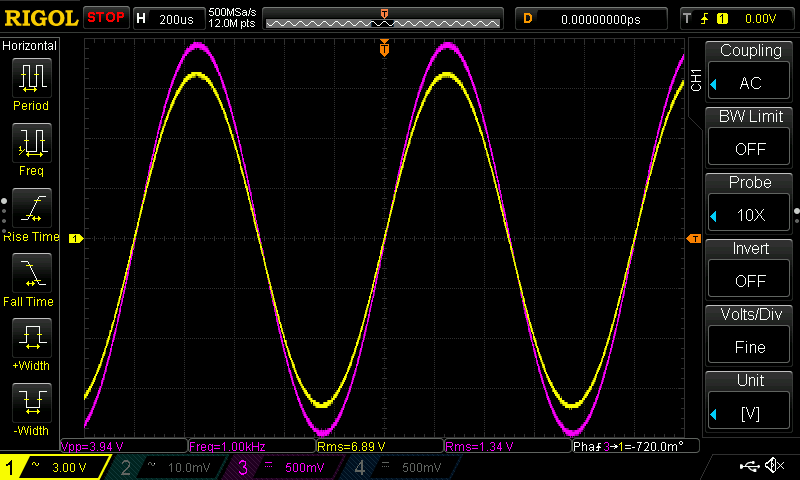 RIGOL STOP H 200us 500MSa/s 12.0M pts T D 0.00000000ps T 1 0.00V
Horizontal
Period
Freq
Rise Time
Fall Time
+Width
-Width
T
1
T
CH1
Coupling
AC
BW Limit
OFF
Probe
10X
Invert
OFF
Volts/Div
Fine
Unit
[V]
Vpp=3.94 V Freq=1.00kHz Rms=6.89 V Rms=1.34 V Pha 3→1=-720.0m°
1 ~ 3.00 V 2 ~ 10.0mV 3 500mV 4 500mV